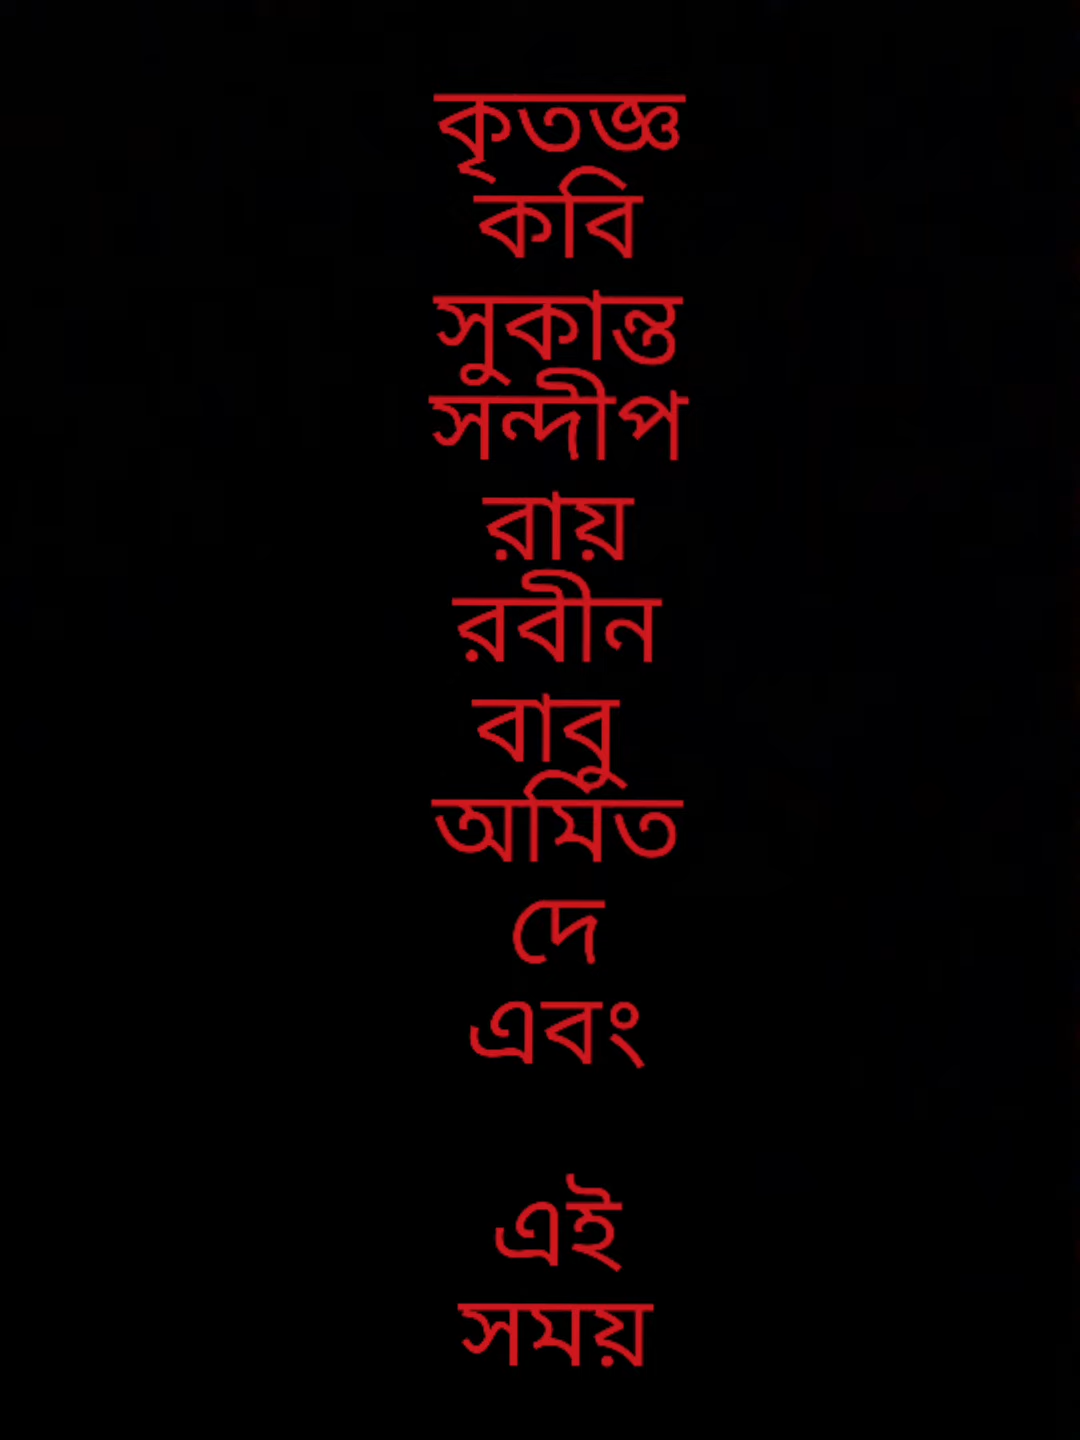 কৃতজ্ঞ
কবি
সুকান্ত
সন্দীপ
রায়
রবীন
বাবু
অমিত
দে
এবং
এই
সময়